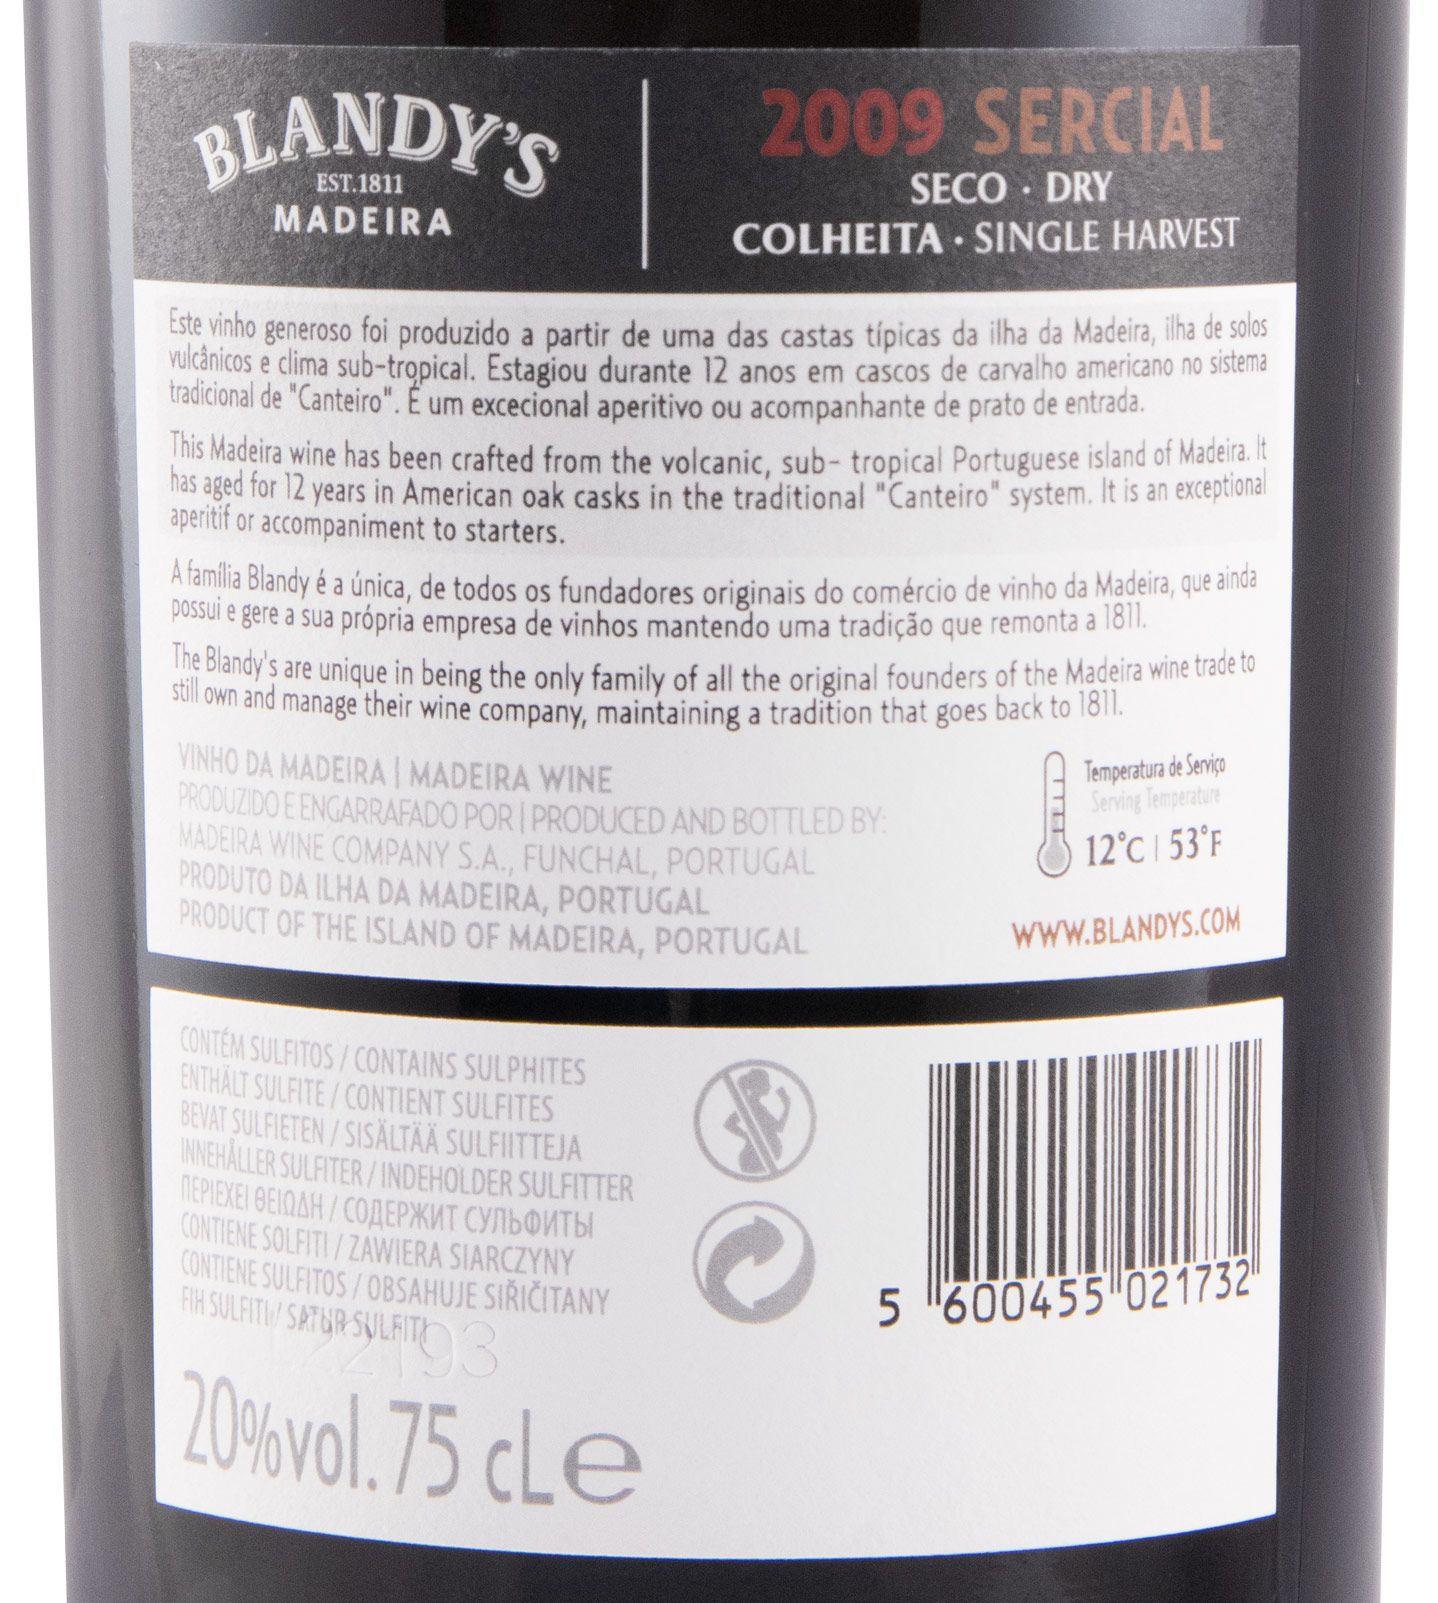 BLANDY'S
EST.1811
MADEIRA
2009 SERCIAL
SECO · DRY
COLHEITA · SINGLE HARVEST
Este vinho generoso foi produzido a partir de uma das castas típicas da ilha da Madeira, ilha de solos
vulcânicos e clima sub-tropical. Estagiou durante 12 anos em cascos de carvalho americano no sistema
tradicional de "Canteiro". É um excecional aperitivo ou acompanhante de prato de entrada.
This Madeira wine has been crafted from the volcanic, sub- tropical Portuguese island of Madeira. It
has aged for 12 years in American oak casks in the traditional "Canteiro" system. It is an exceptional
aperitif or accompaniment to starters.
A família Blandy é a única, de todos os fundadores originais do comércio de vinho da Madeira, que ainda
possui e gere a sua própria empresa de vinhos mantendo uma tradição que remonta a 1811.
The Blandy's are unique in being the only family of all the original founders of the Madeira wine trade to
still own and manage their wine company, maintaining a tradition that goes back to 1811.
VINHO DA MADEIRA | MADEIRA WINE
PRODUZIDO E ENGARRAFADO POR | PRODUCED AND BOTTLED BY:
MADEIRA WINE COMPANY S.A., FUNCHAL, PORTUGAL
PRODUTO DA ILHA DA MADEIRA, PORTUGAL
PRODUCT OF THE ISLAND OF MADEIRA, PORTUGAL
Temperatura de Serviço
Serving Temperature
12°C | 53°F
WWW.BLANDYS.COM
CONTÉM SULFITOS / CONTAINS SULPHITES
ENTHÄLT SULFITE / CONTIENT SULFITES
BEVAT SULFIETEN / SISÄLTÄÄ SULFIITTEJA
INNEHÅLLER SULFITER / INDEHOLDER SULFITTER
ΠΕΡΙΕΧΕΙ ΘΕΙΩΔΗ / СОДЕРЖИТ СУЛЬФИТЫ
CONTIENE SOLFITI / ZAWIERA SIARCZYNY
CONTIENE SULFITOS / OBSAHUJE SIŘIČITANY
FIH SULFITI / SATUR SULFITI
L22193
20%vol. 75 cL e
5 600455 021732